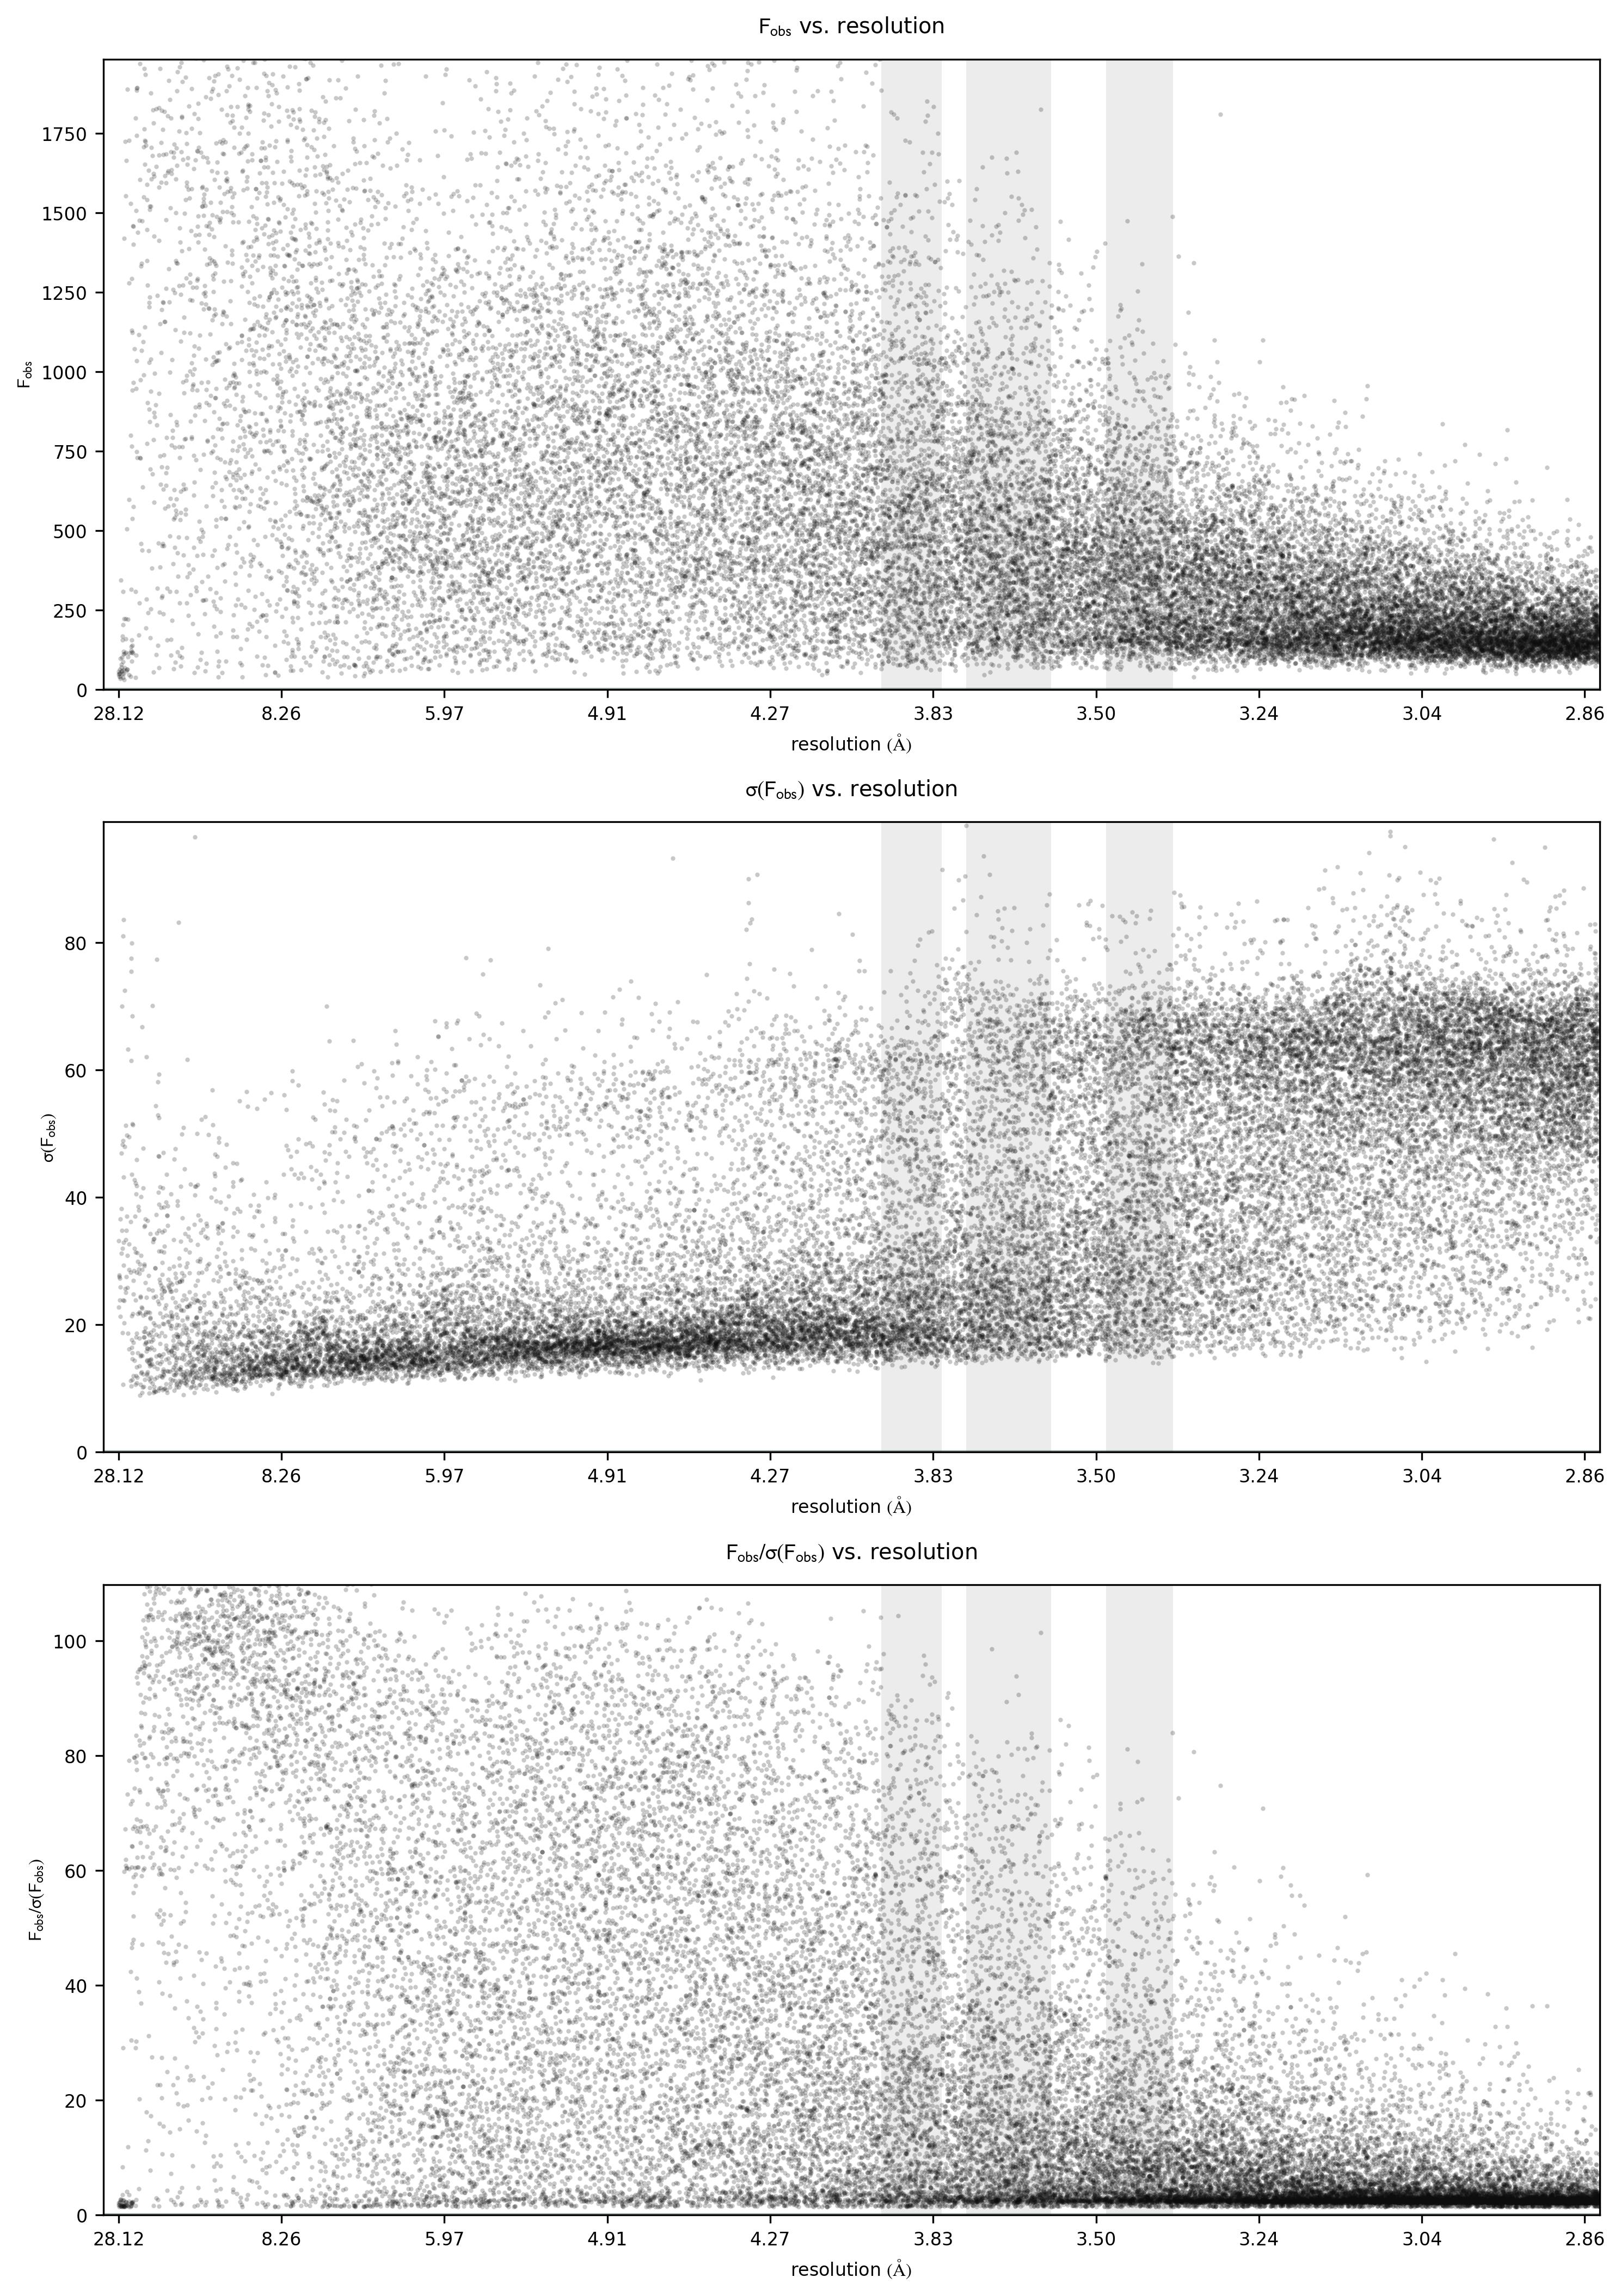 Fobs vs. resolution
1750
1500
1250
1000
750
500
250
0
Fobs
28.12 8.26 5.97 4.91 4.27 3.83 3.50 3.24 3.04 2.86
resolution (Å)
σ(Fobs) vs. resolution
80
60
40
20
0
σ(Fobs)
28.12 8.26 5.97 4.91 4.27 3.83 3.50 3.24 3.04 2.86
resolution (Å)
Fobs/σ(Fobs) vs. resolution
100
80
60
40
20
0
Fobs/σ(Fobs)
28.12 8.26 5.97 4.91 4.27 3.83 3.50 3.24 3.04 2.86
resolution (Å)